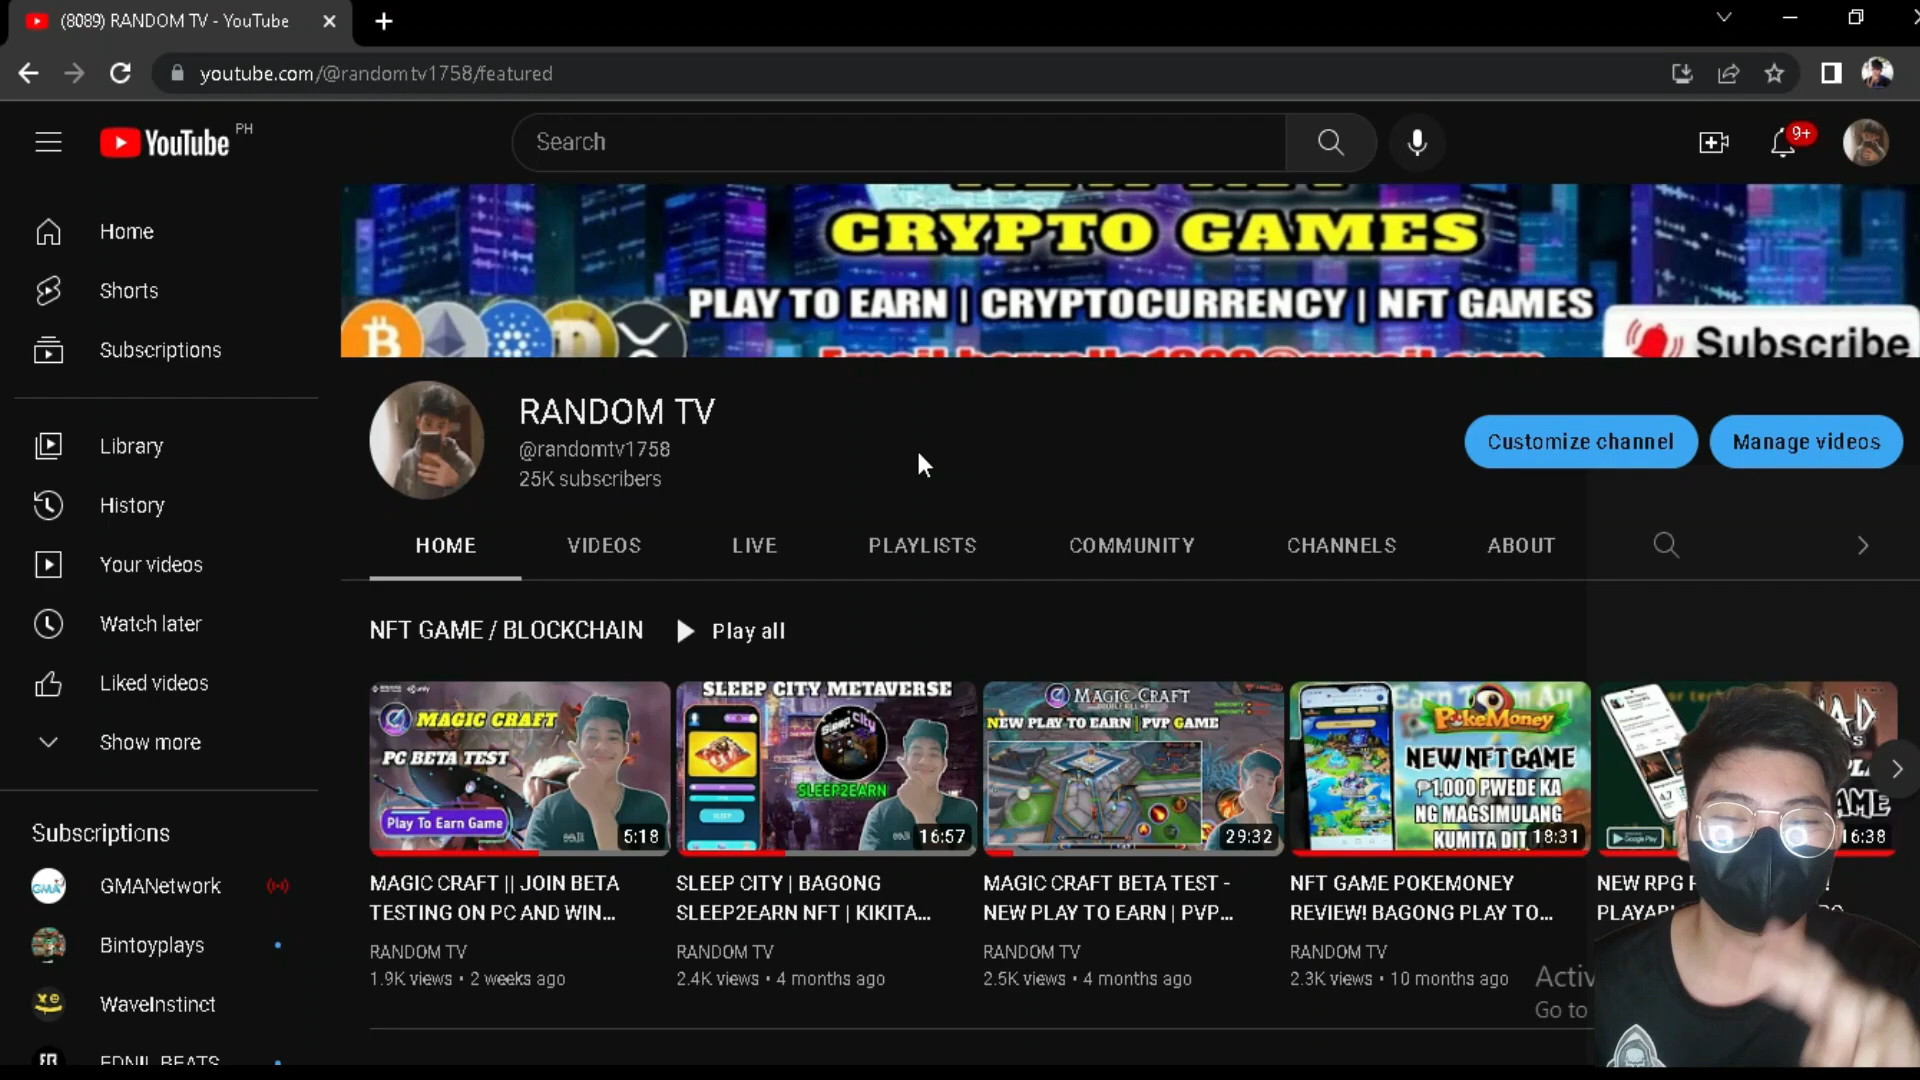 (8089) RANDOM TV - YouTube
youtube.com/@randomtv1758/featured
YouTube PH
Search
9+
Home
Shorts
Subscriptions
Library
History
Your videos
Watch later
Liked videos
Show more
Subscriptions
GMANetwork
Bintoyplays
WaveInstinct
CRYPTO GAMES
PLAY TO EARN | CRYPTOCURRENCY | NFT GAMES
Subscribe
RANDOM TV
@randomtv1758
25K subscribers
Customize channel
Manage videos
HOME VIDEOS LIVE PLAYLISTS COMMUNITY CHANNELS ABOUT
NFT GAME / BLOCKCHAIN Play all
MAGIC CRAFT
PC BETA TEST
Play To Earn Game
5:18
SLEEP CITY METAVERSE
Sleep City
SLEEP2EARN
16:57
MAGIC CRAFT
NEW PLAY TO EARN | PVP GAME
29:32
PokeMoney
NEW NFT GAME
₱1,000 PWEDE KA
NG MAGSIMULANG
KUMITA DIT
18:31
Google Play
16:38
MAGIC CRAFT || JOIN BETA
TESTING ON PC AND WIN...
RANDOM TV
1.9K views • 2 weeks ago
SLEEP CITY | BAGONG
SLEEP2EARN NFT | KIKITA...
RANDOM TV
2.4K views • 4 months ago
MAGIC CRAFT BETA TEST -
NEW PLAY TO EARN | PVP...
RANDOM TV
2.5K views • 4 months ago
NFT GAME POKEMONEY
REVIEW! BAGONG PLAY TO...
RANDOM TV
2.3K views • 10 months ago
NEW RPG
Go to